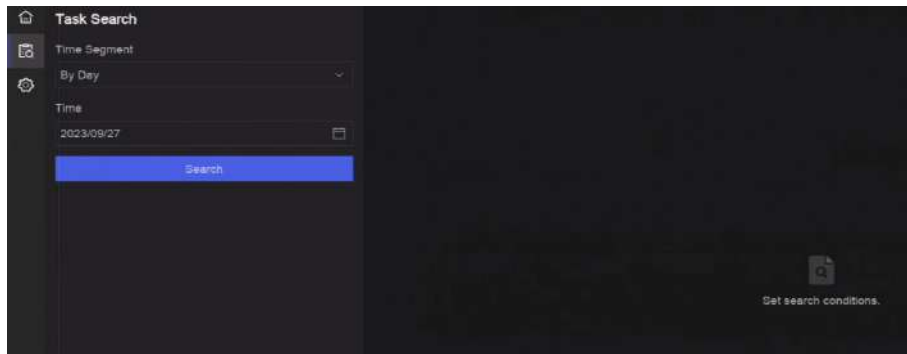 Task Search
Time Segment
By Day
Time
2023/09/27
Search
Set search conditions.